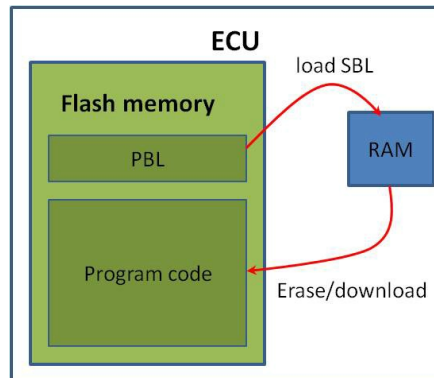 ECU
load SBL
Flash memory
PBL
RAM
Program code
Erase/download